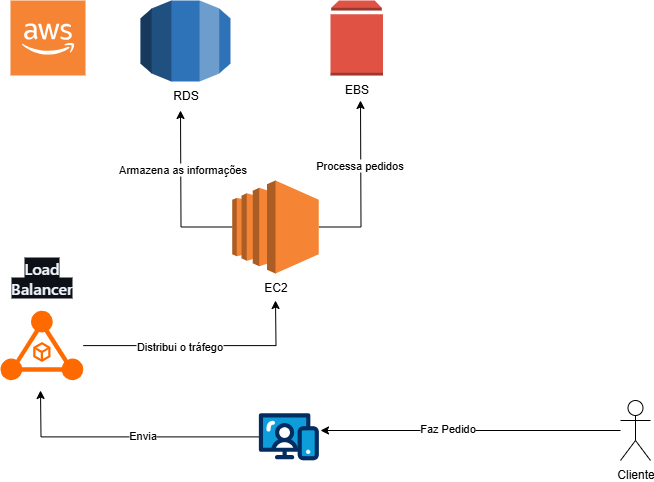 aws
RDS
EBS
Armazena as informações
Processa pedidos
EC2
Load
Balancer
Distribui o tráfego
Envia
Faz Pedido
Cliente